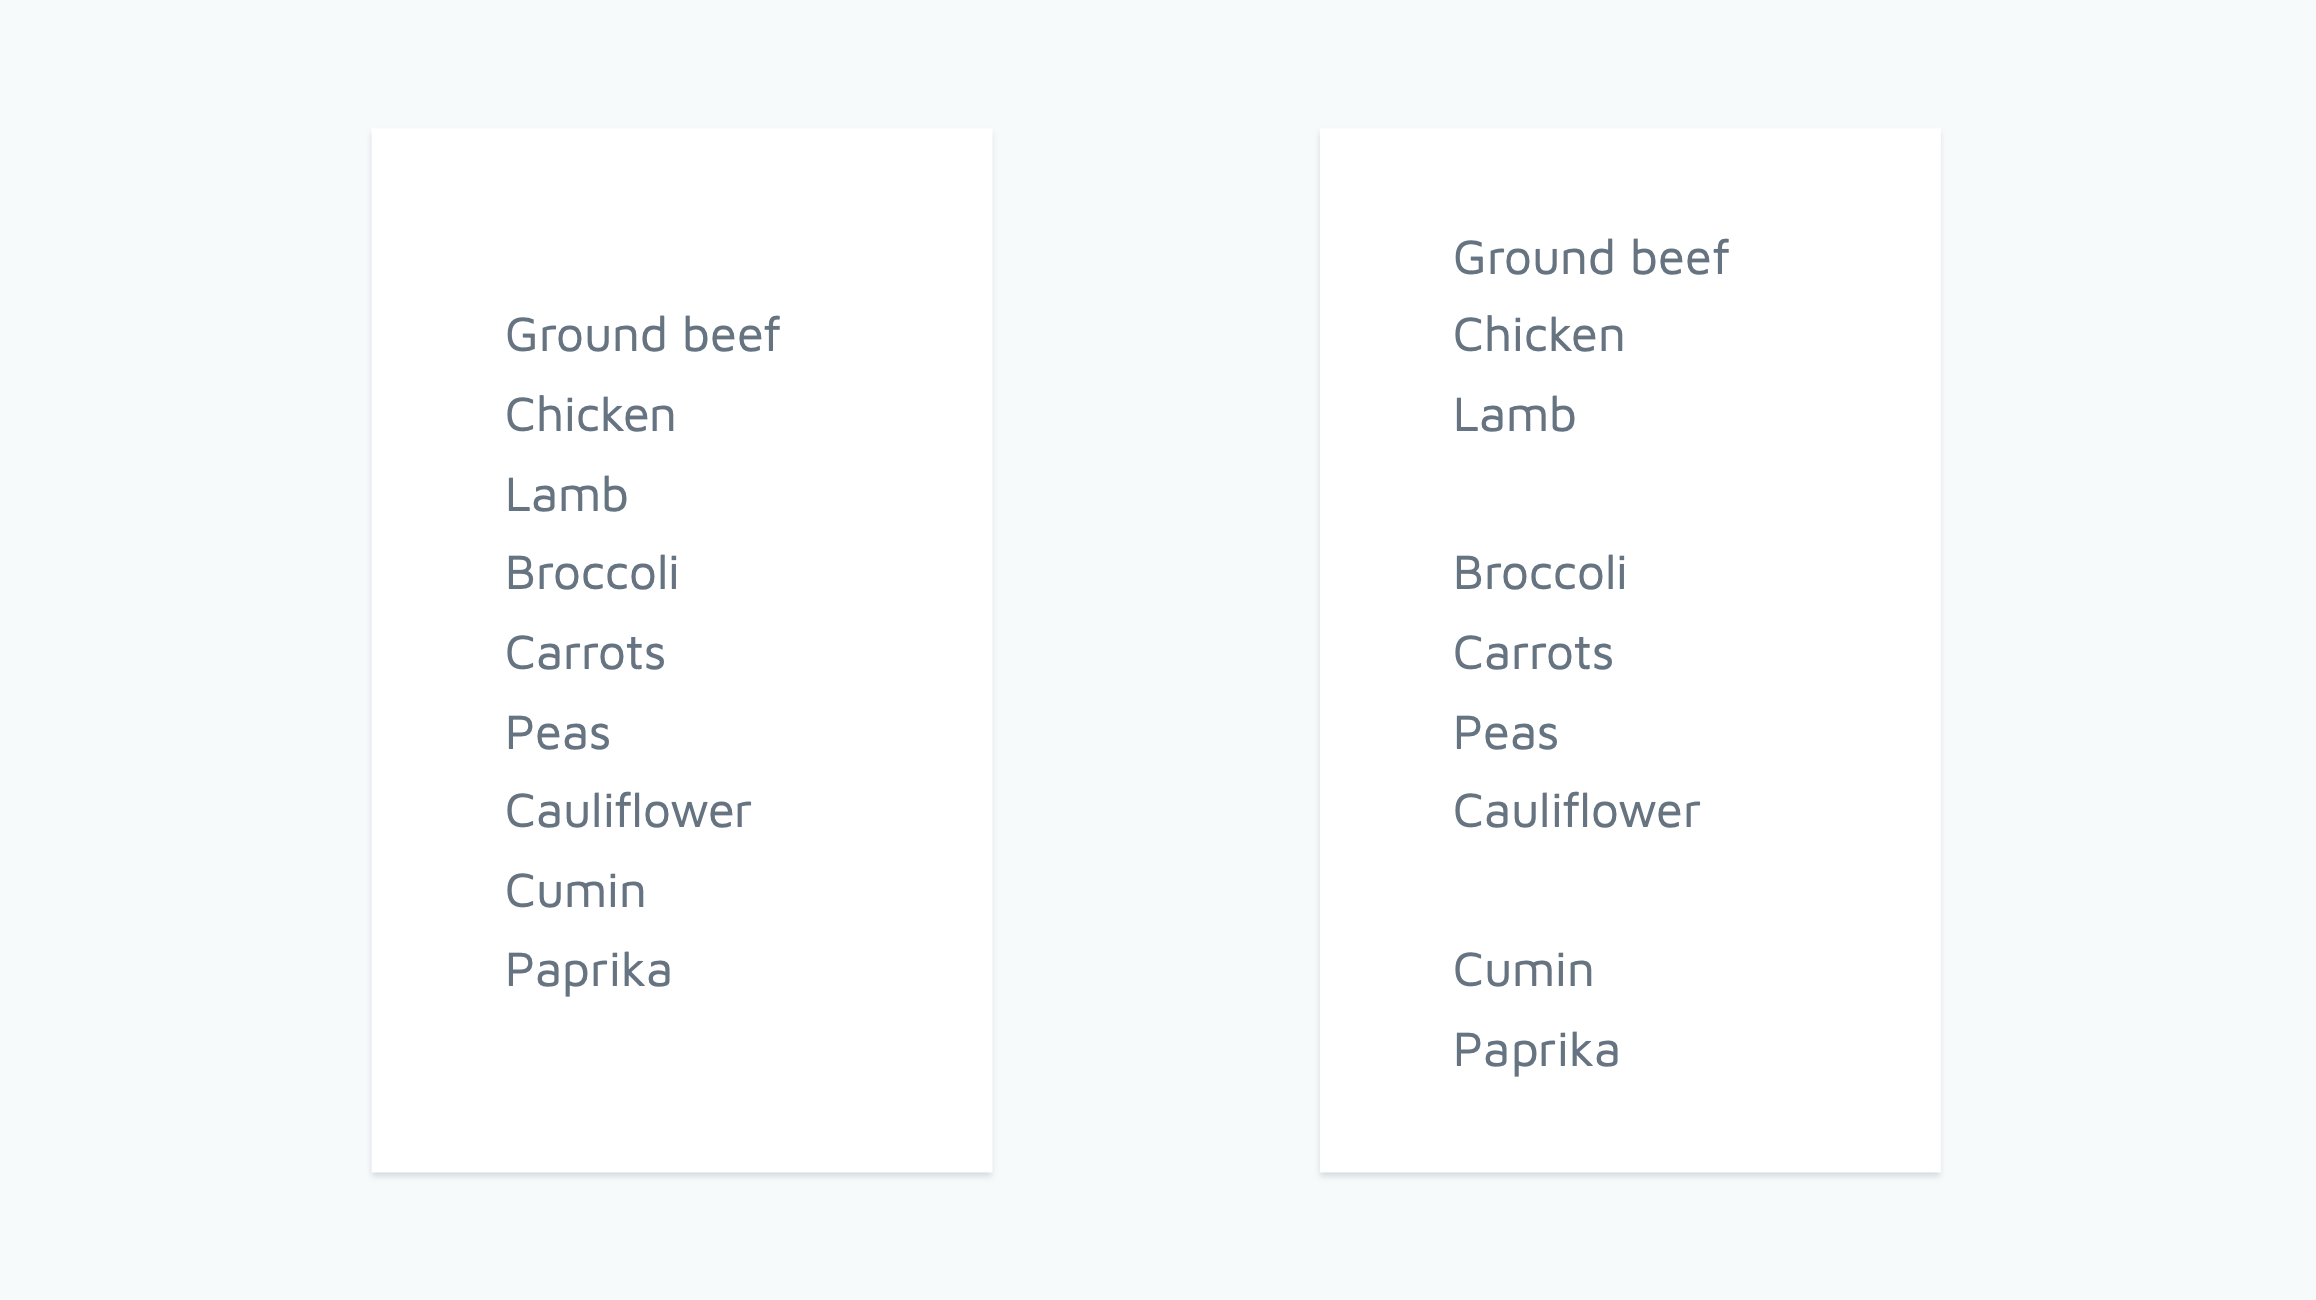 Ground beef
Chicken
Lamb
Broccoli
Carrots
Peas
Cauliflower
Cumin
Paprika
Ground beef
Chicken
Lamb
Broccoli
Carrots
Peas
Cauliflower
Cumin
Paprika